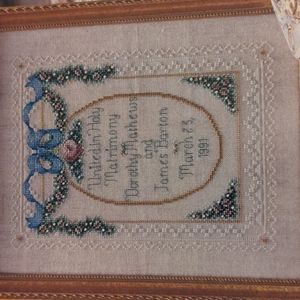 United in Holy
Matrimony
Dorothy Mathews
and
James Barton
March 23,
1991